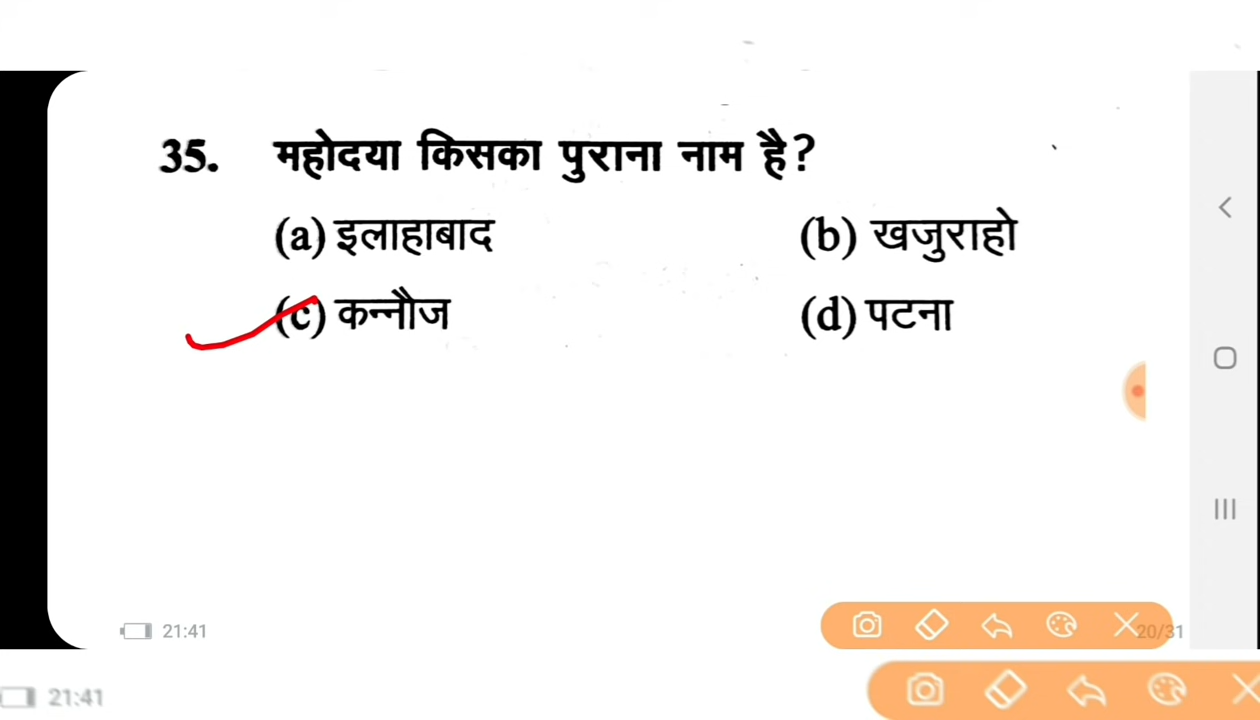 35. महोदया किसका पुराना नाम है?
(a) इलाहाबाद (b) खजुराहो
(c) कन्नौज (d) पटना
21:41 20/31
21:41